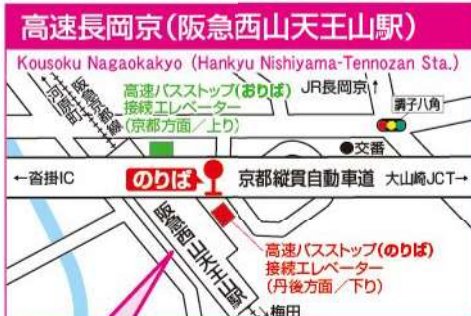 高速長岡京(阪急西山天王山駅)
Kousoku Nagaokakyo (Hankyu Nishiyama-Tennozan Sta.)
河原町
阪急京都線
高速バスストップ(おりば)
接続エレベーター
(京都方面/上り)
JR長岡京↑
調子八角
●交番
←沓掛IC
のりば
京都縦貫自動車道
大山崎JCT→
阪急西山天王山駅
高速バスストップ(のりば)
接続エレベーター
(丹後方面/下り)
梅田